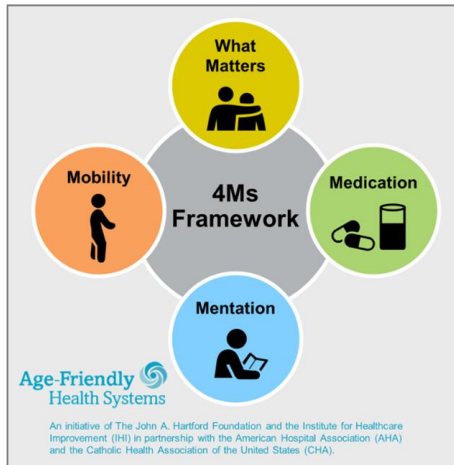 What
Matters
Mobility
4Ms
Framework
Medication
Mentation
Age-Friendly
Health Systems
An initiative of The John A. Hartford Foundation and the Institute for Healthcare
Improvement (IHI) in partnership with the American Hospital Association (AHA)
and the Catholic Health Association of the United States (CHA).